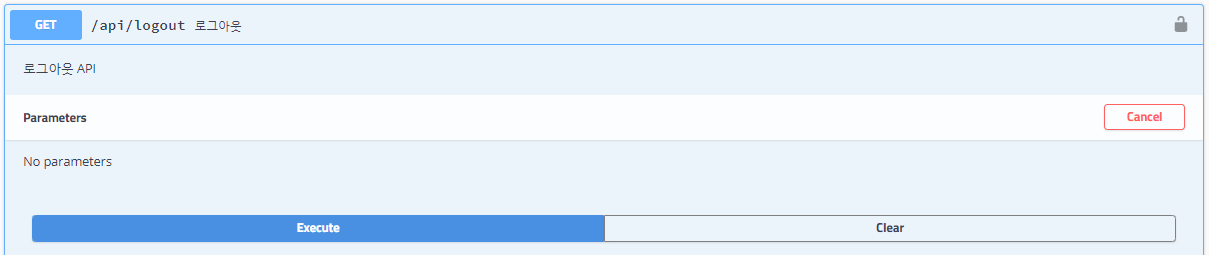 GET /api/logout 로그아웃
로그아웃 API
Parameters Cancel
No parameters
Execute Clear